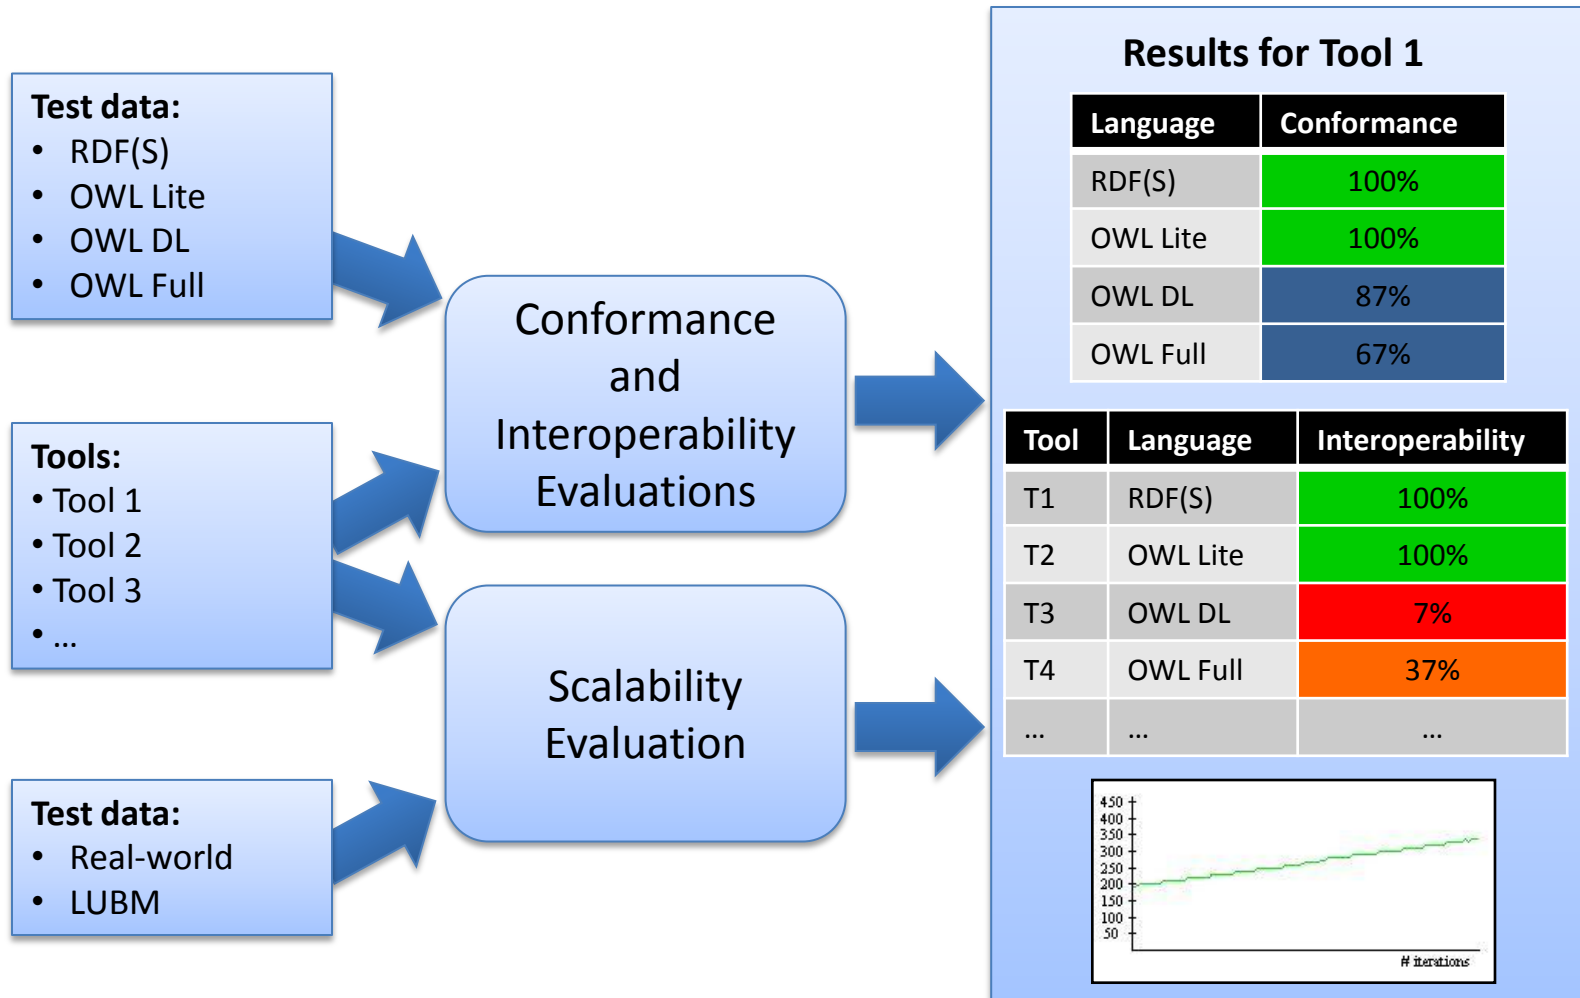 Test data:
• RDF(S)
• OWL Lite
• OWL DL
• OWL Full
Tools:
• Tool 1
• Tool 2
• Tool 3
• ...
Test data:
• Real-world
• LUBM
Conformance
and
Interoperability
Evaluations
Scalability
Evaluation
Results for Tool 1
Language Conformance
RDF(S) 100%
OWL Lite 100%
OWL DL 87%
OWL Full 67%
Tool Language Interoperability
T1 RDF(S) 100%
T2 OWL Lite 100%
T3 OWL DL 7%
T4 OWL Full 37%
... ... ...
450
400
350
300
250
200
150
100
50
# iterations